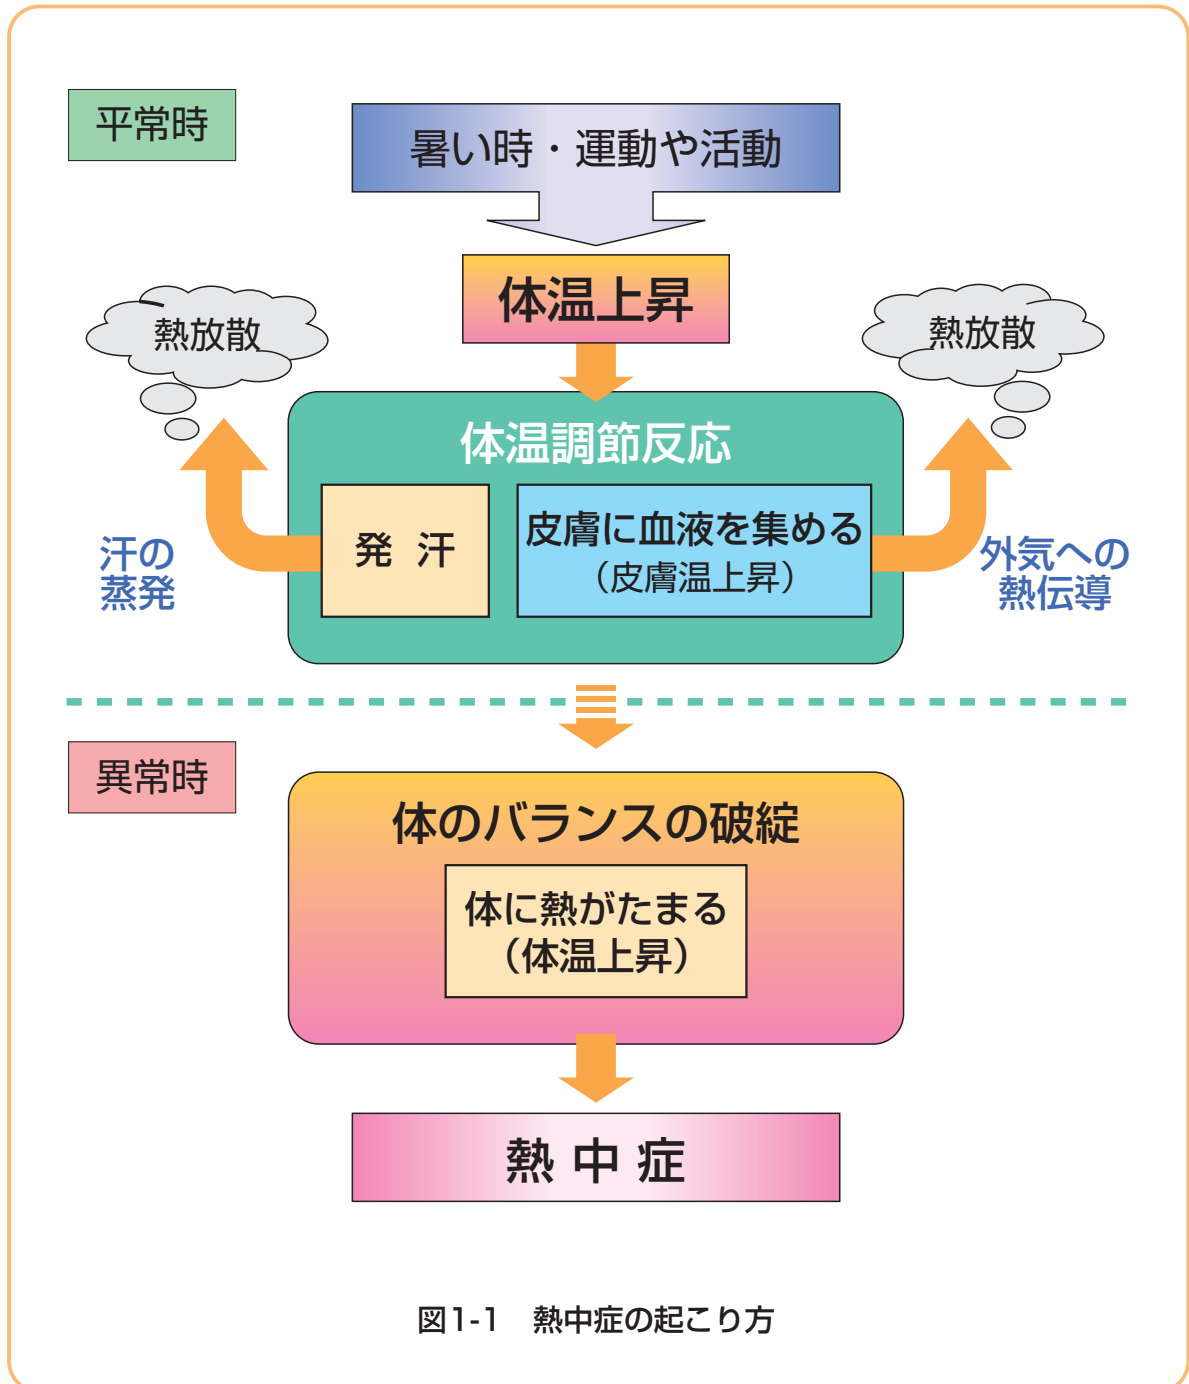 平常時
暑い時・運動や活動
体温上昇
熱放散
熱放散
体温調節反応
発 汗
皮膚に血液を集める
（皮膚温上昇）
汗の
蒸発
外気への
熱伝導
異常時
体のバランスの破綻
体に熱がたまる
（体温上昇）
熱 中 症
図1-1　熱中症の起こり方